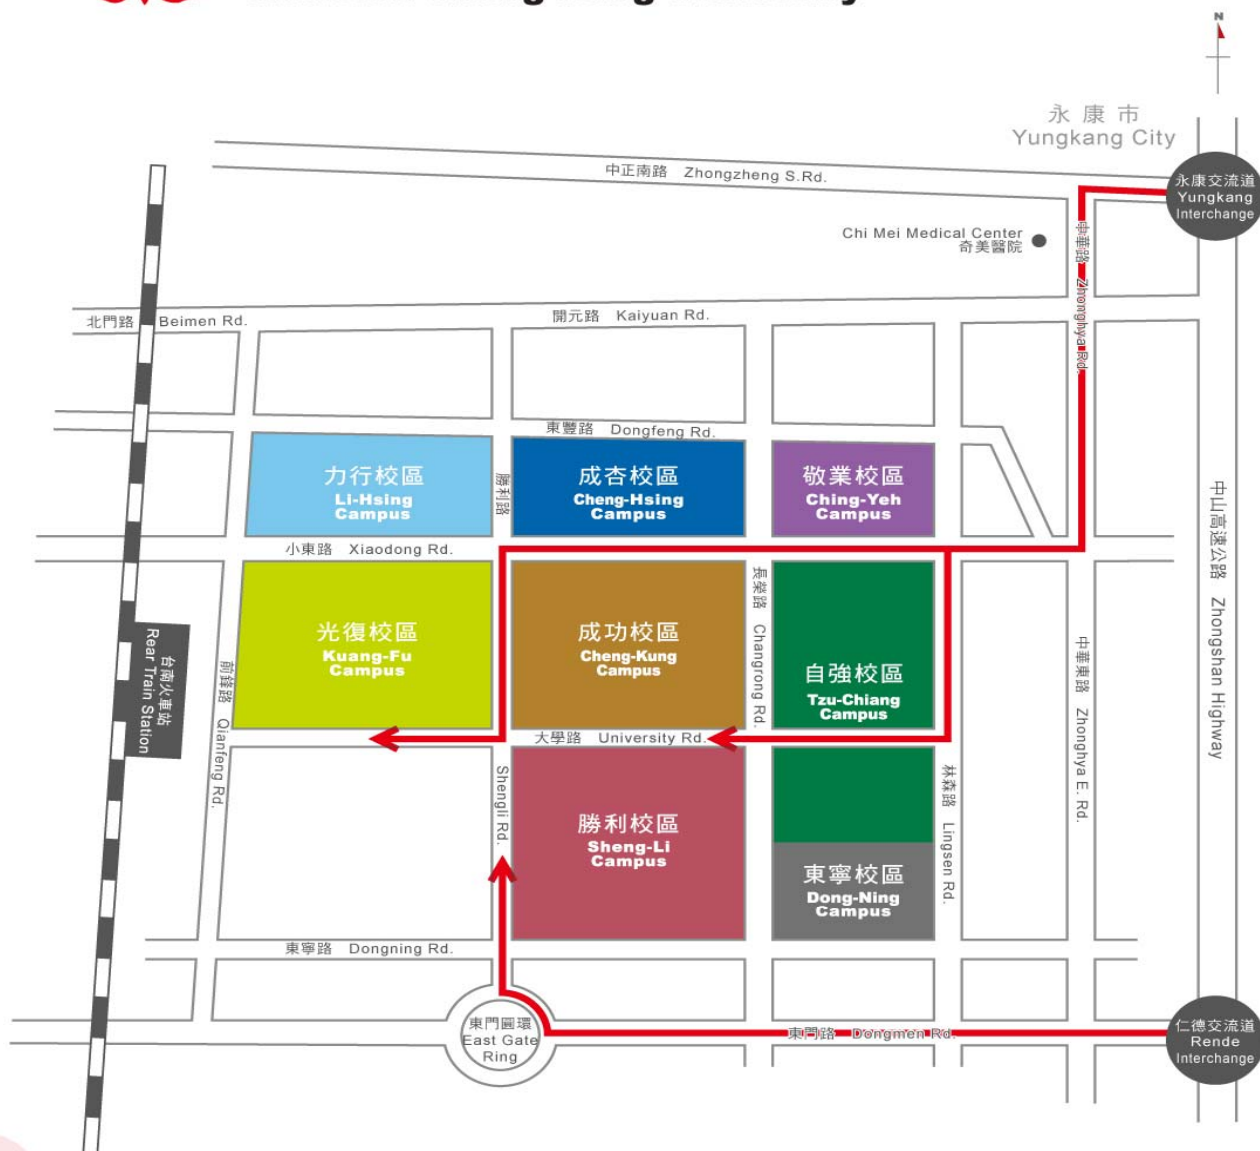 N
永康市
Yungkang City
永康交流道
Yungkang
Interchange
中正南路 Zhongzheng S.Rd.
Chi Mei Medical Center
奇美醫院
中華路 Zhonghya Rd.
北門路 Beimen Rd.
開元路 Kaiyuan Rd.
東豐路 Dongfeng Rd.
力行校區
Li-Hsing
Campus
勝利路
成杏校區
Cheng-Hsing
Campus
敬業校區
Ching-Yeh
Campus
小東路 Xiaodong Rd.
中山高速公路 Zhongshan Highway
光復校區
Kuang-Fu
Campus
成功校區
Cheng-Kung
Campus
長榮路 Changrong Rd.
自強校區
Tzu-Chiang
Campus
中華東路 Zhonghya E. Rd.
台南火車站
Rear Train Station
前鋒路 Qianfeng Rd.
大學路 University Rd.
Shengli Rd.
勝利校區
Sheng-Li
Campus
林森路 Lingsen Rd.
東寧校區
Dong-Ning
Campus
東寧路 Dongning Rd.
東門圓環
East Gate
Ring
東門路 Dongmen Rd.
仁德交流道
Rende
Interchange